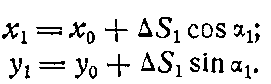 x₁ = x₀ + ΔS₁ cos α₁;
y₁ = y₀ + ΔS₁ sin α₁.